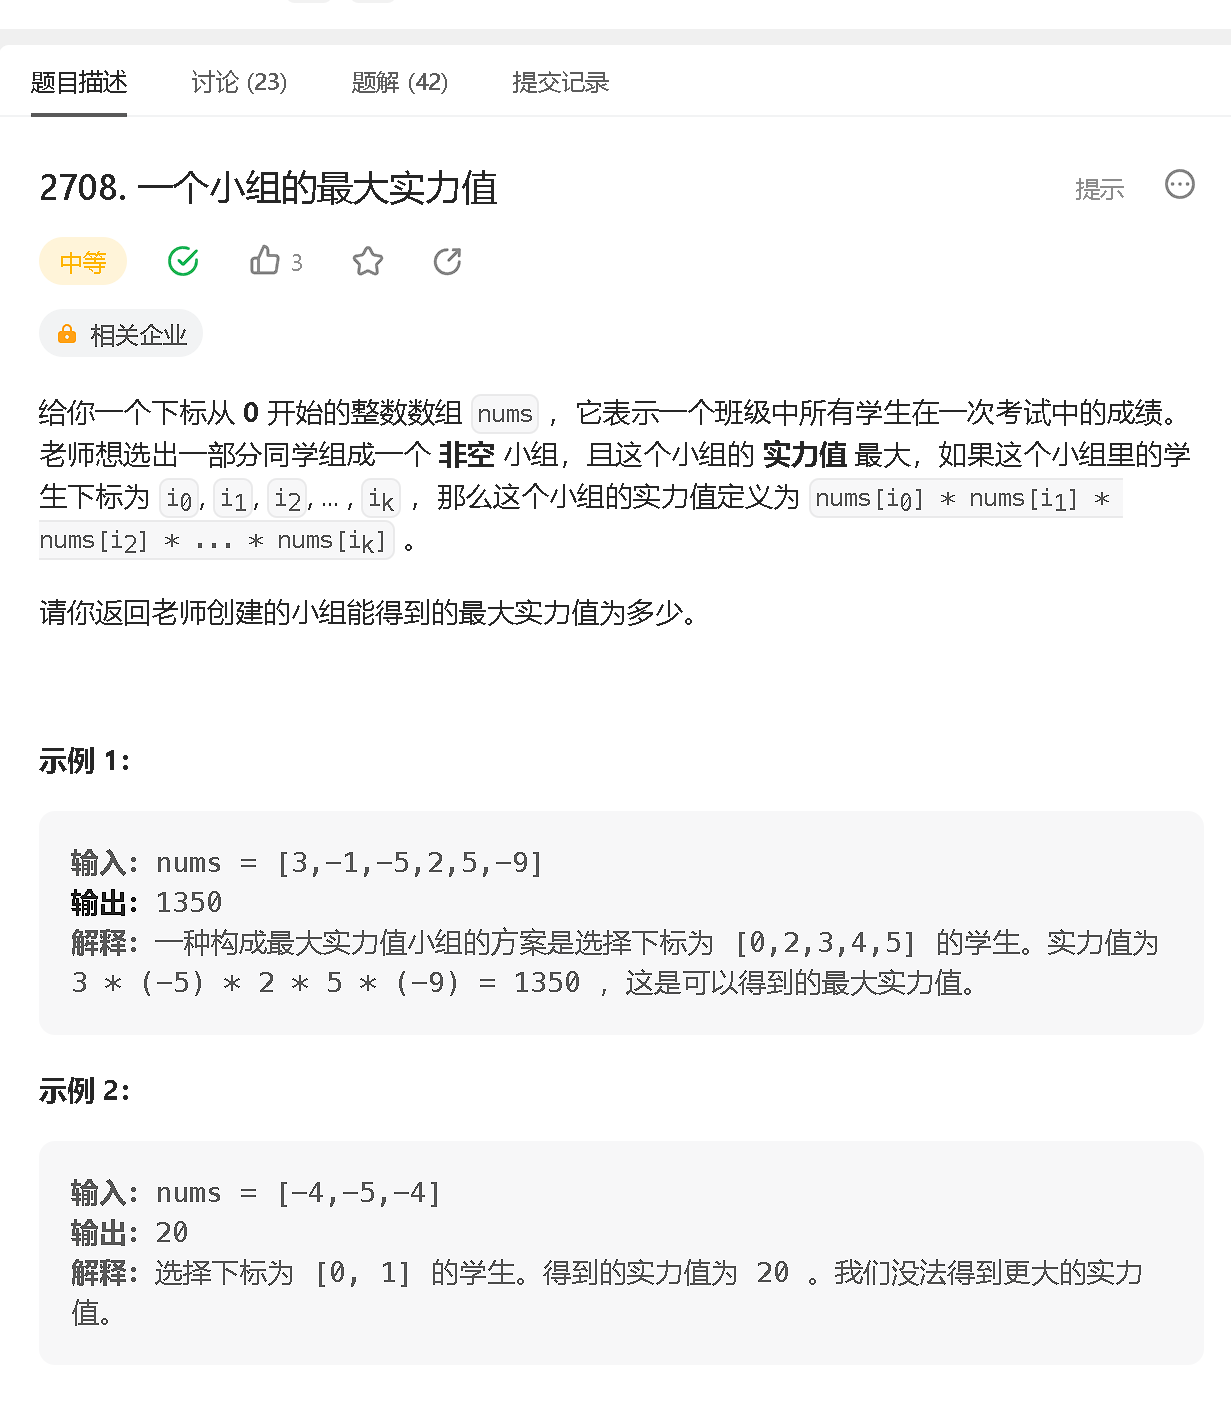 题目描述 讨论 (23) 题解 (42) 提交记录
2708. 一个小组的最大实力值
提示
中等 3
相关企业
给你一个下标从 0 开始的整数数组 nums ，它表示一个班级中所有学生在一次考试中的成绩。
老师想选出一部分同学组成一个 非空 小组，且这个小组的 实力值 最大，如果这个小组里的学
生下标为 i0, i1, i2, ... , ik ，那么这个小组的实力值定义为 nums[i0] * nums[i1] *
nums[i2] * ... * nums[ik] 。
请你返回老师创建的小组能得到的最大实力值为多少。
示例 1：
输入：nums = [3,-1,-5,2,5,-9]
输出：1350
解释：一种构成最大实力值小组的方案是选择下标为 [0,2,3,4,5] 的学生。实力值为
3 * (-5) * 2 * 5 * (-9) = 1350 ，这是可以得到的最大实力值。
示例 2：
输入：nums = [-4,-5,-4]
输出：20
解释：选择下标为 [0, 1] 的学生。得到的实力值为 20 。我们没法得到更大的实力
值。